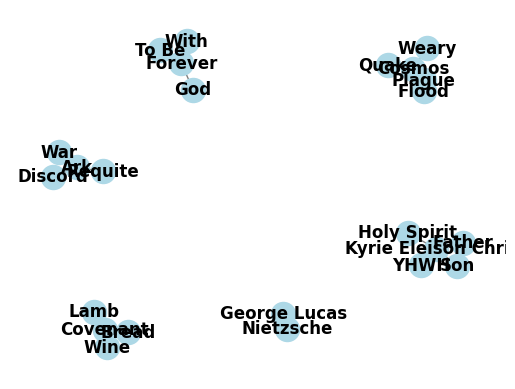 With
To Be
Forever
God
Weary
Quake
Cosmos
Plague
Flood
War
Ark
Requite
Discord
Holy Spirit
Father
Kyrie Eleison Chri
YHWH
Son
Lamb
Covenant
Bread
Wine
George Lucas
Nietzsche